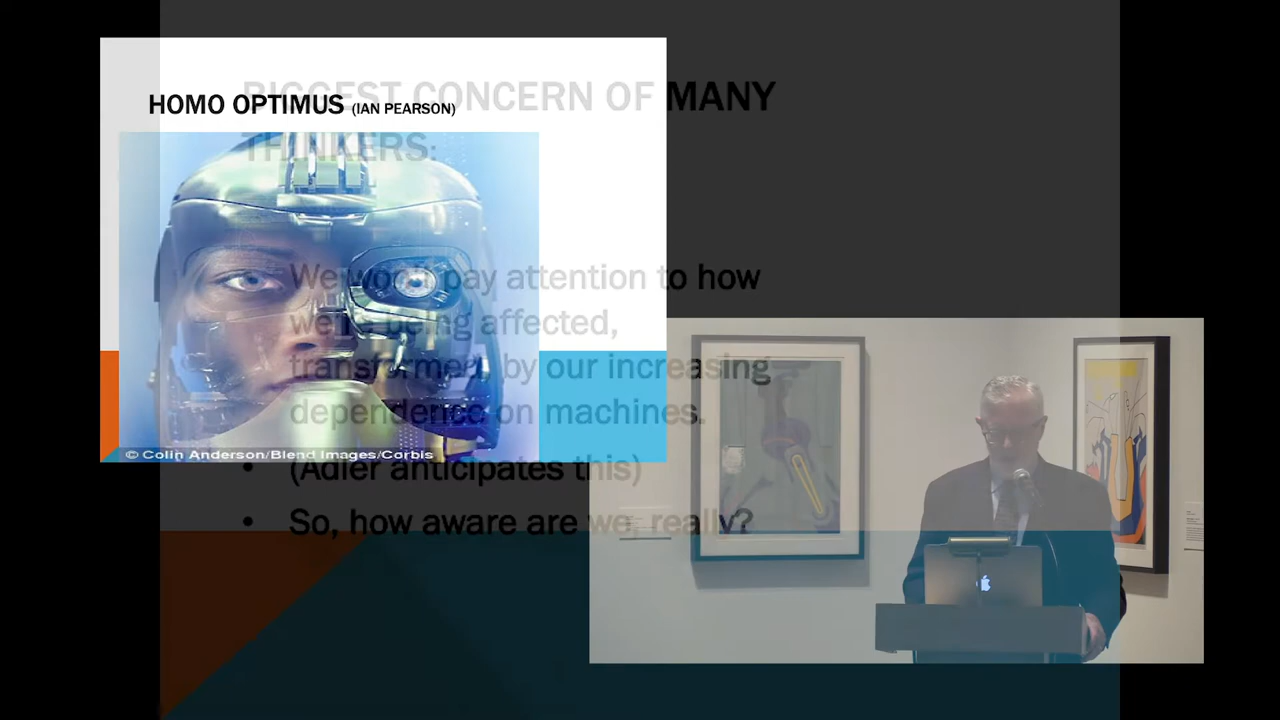 HOMO OPTIMUS (IAN PEARSON)
© Colin Anderson/Blend Images/Corbis
BIGGEST CONCERN OF MANY
THINKERS:
We won't pay attention to how
we're being affected,
transformed, by our increasing
dependence on machines.
• (Adler anticipates this)
• So, how aware are we, really?